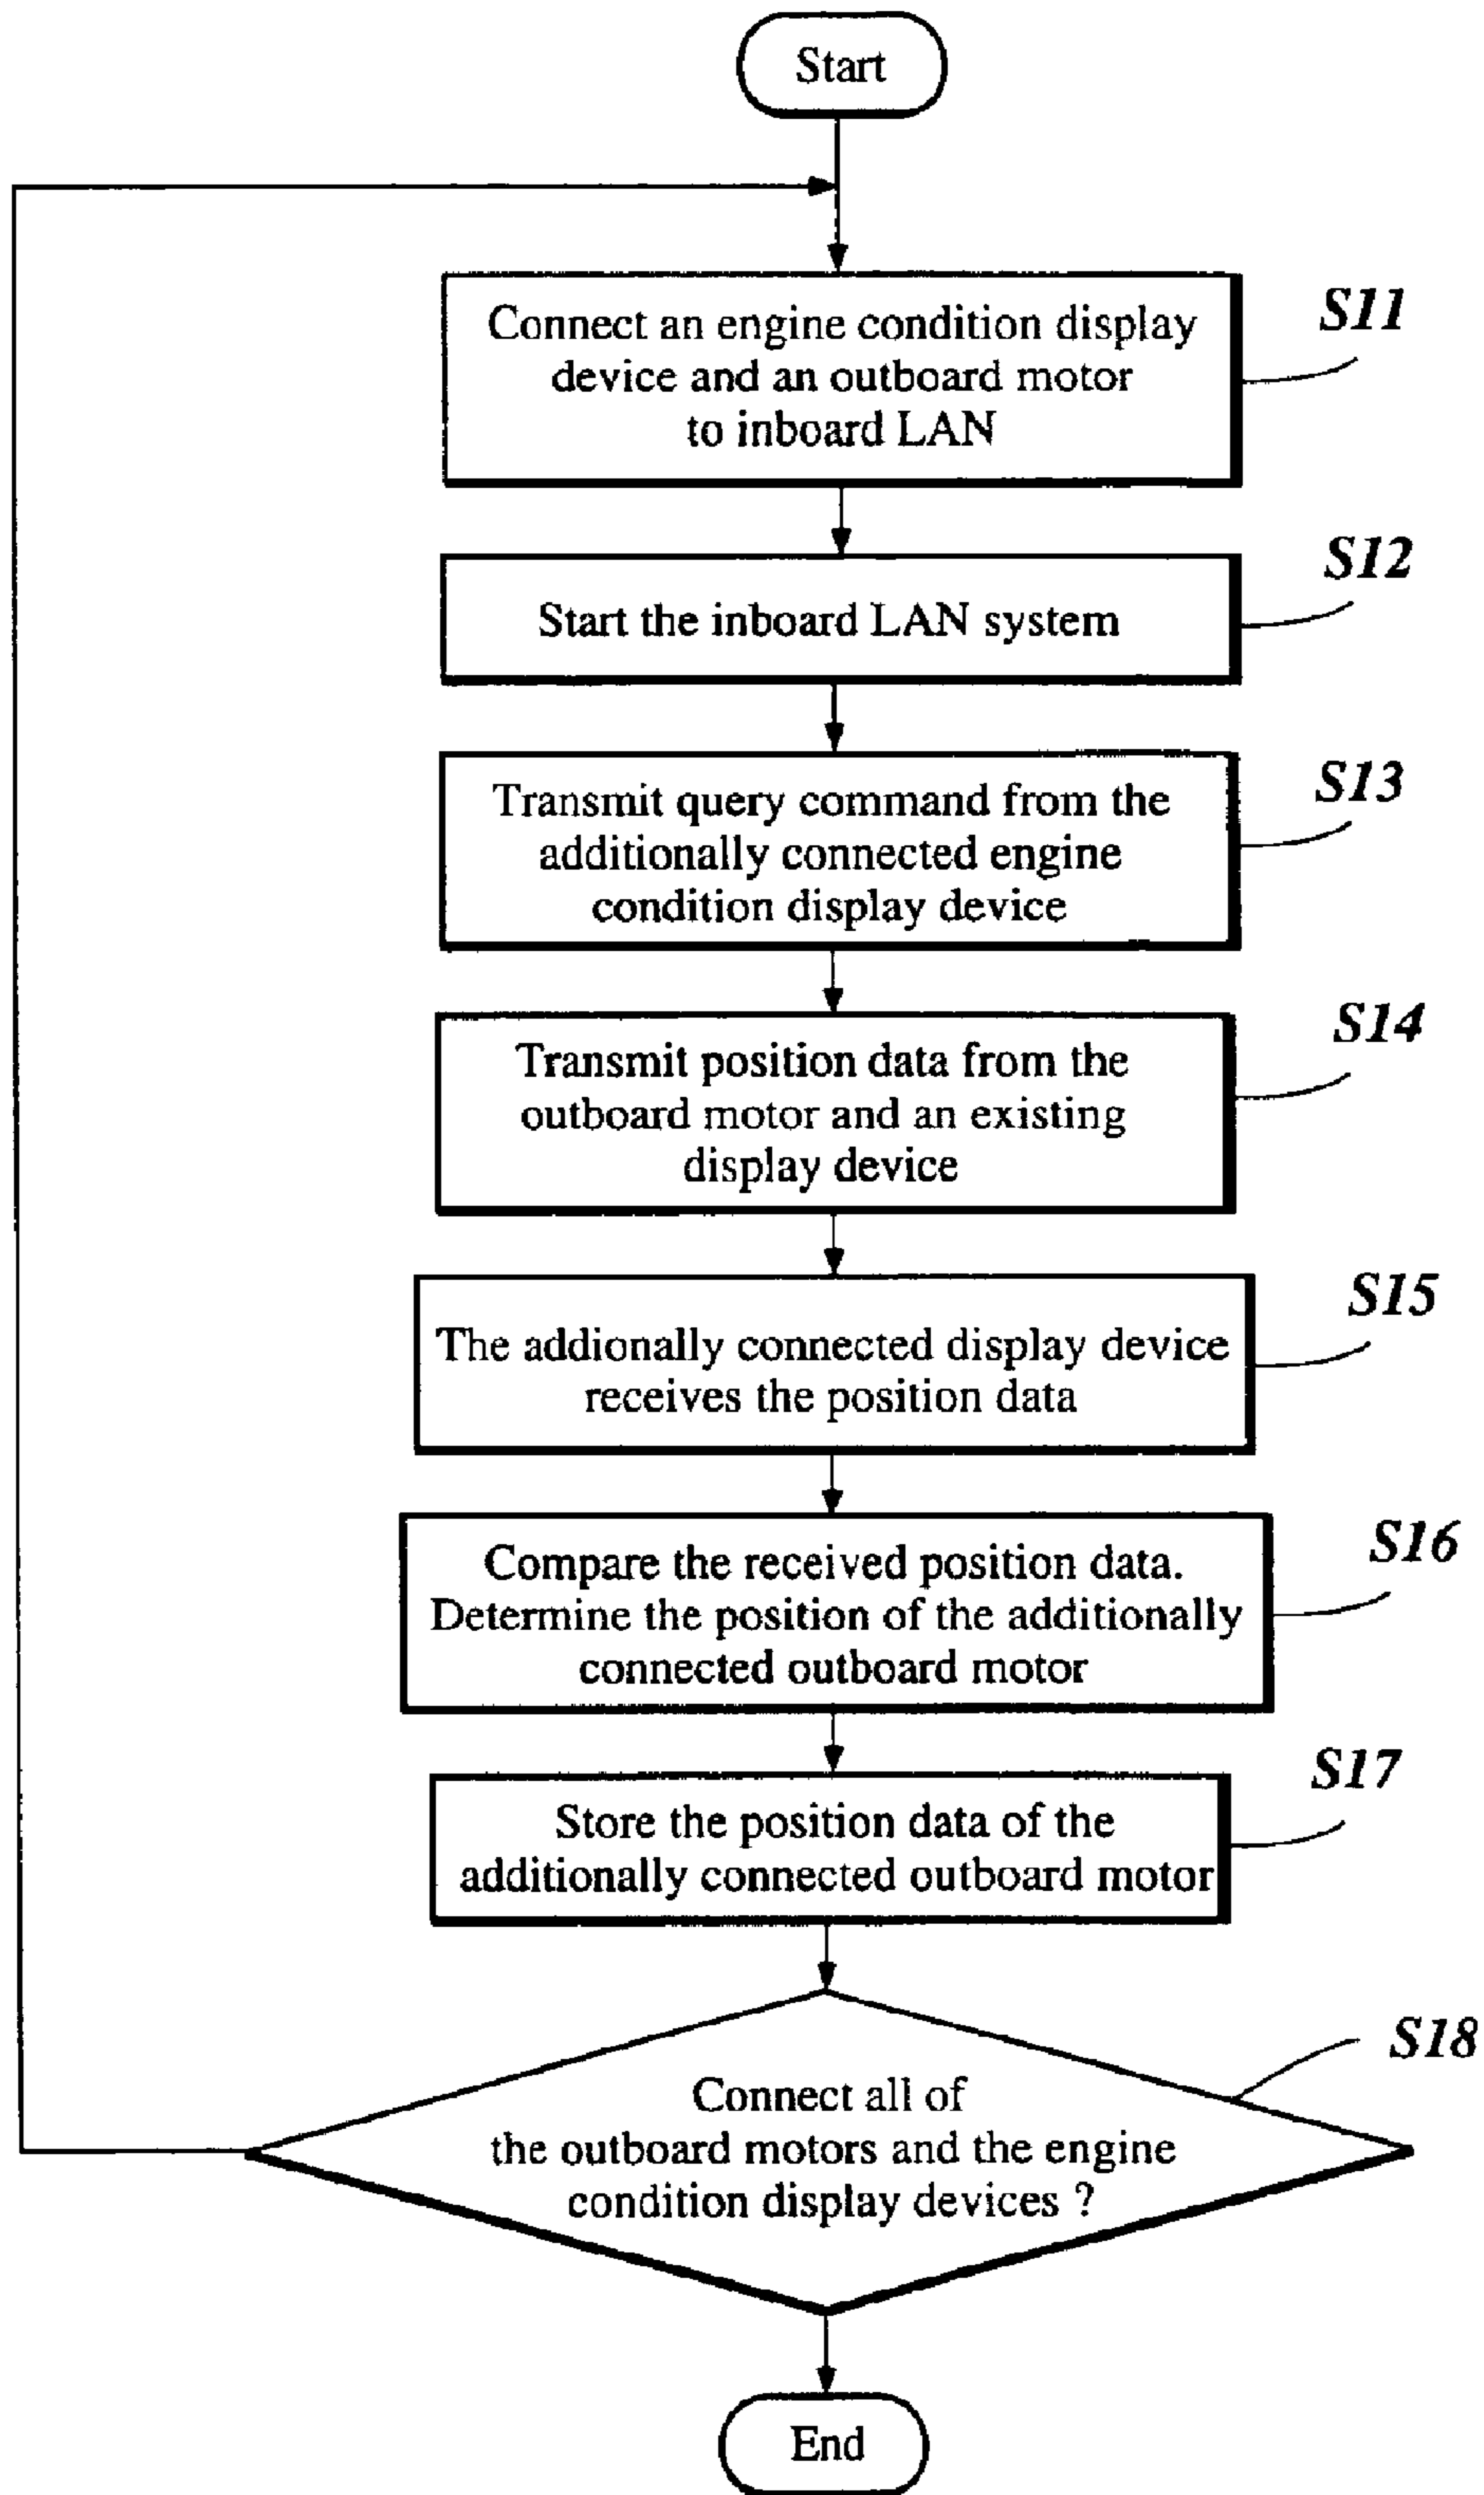 Start
Connect an engine condition display
device and an outboard motor
to inboard LAN
S11
Start the inboard LAN system
S12
Transmit query command from the
additionally connected engine
condition display device
S13
Transmit position data from the
outboard motor and an existing
display device
S14
The addionally connected display device
receives the position data
S15
Compare the received position data.
Determine the position of the additionally
connected outboard motor
S16
Store the position data of the
additionally connected outboard motor
S17
Connect all of
the outboard motors and the engine
condition display devices ?
S18
End